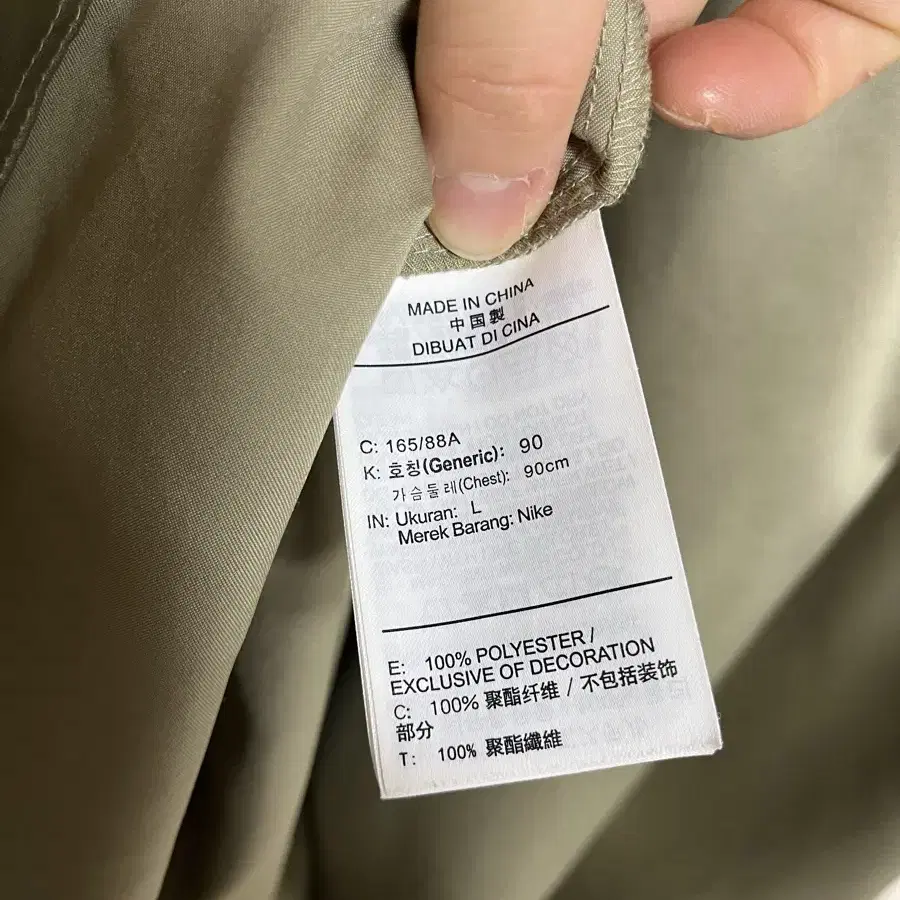 MADE IN CHINA
中国製
DIBUAT DI CINA
C: 165/88A
K: 호칭(Generic): 90
가슴둘레(Chest): 90cm
IN: Ukuran: L
Merek Barang: Nike
E: 100% POLYESTER /
EXCLUSIVE OF DECORATION
C: 100% 聚酯纤维 / 不包括装饰
部分
T: 100% 聚酯纖維